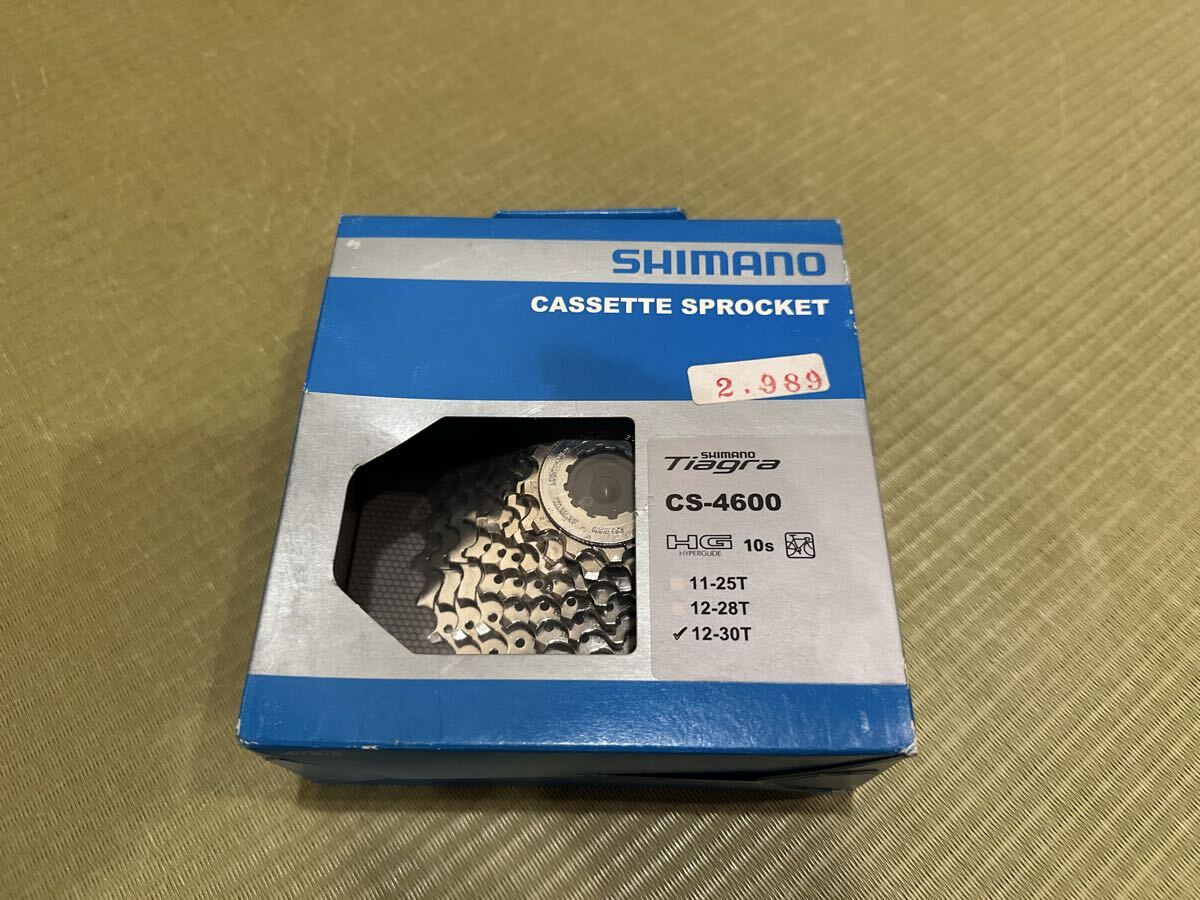 SHIMANO
CASSETTE SPROCKET
2.989
SHIMANO
Tiagra
CS-4600
HG 10s
HYPERGLIDE
11-25T
12-28T
✓ 12-30T